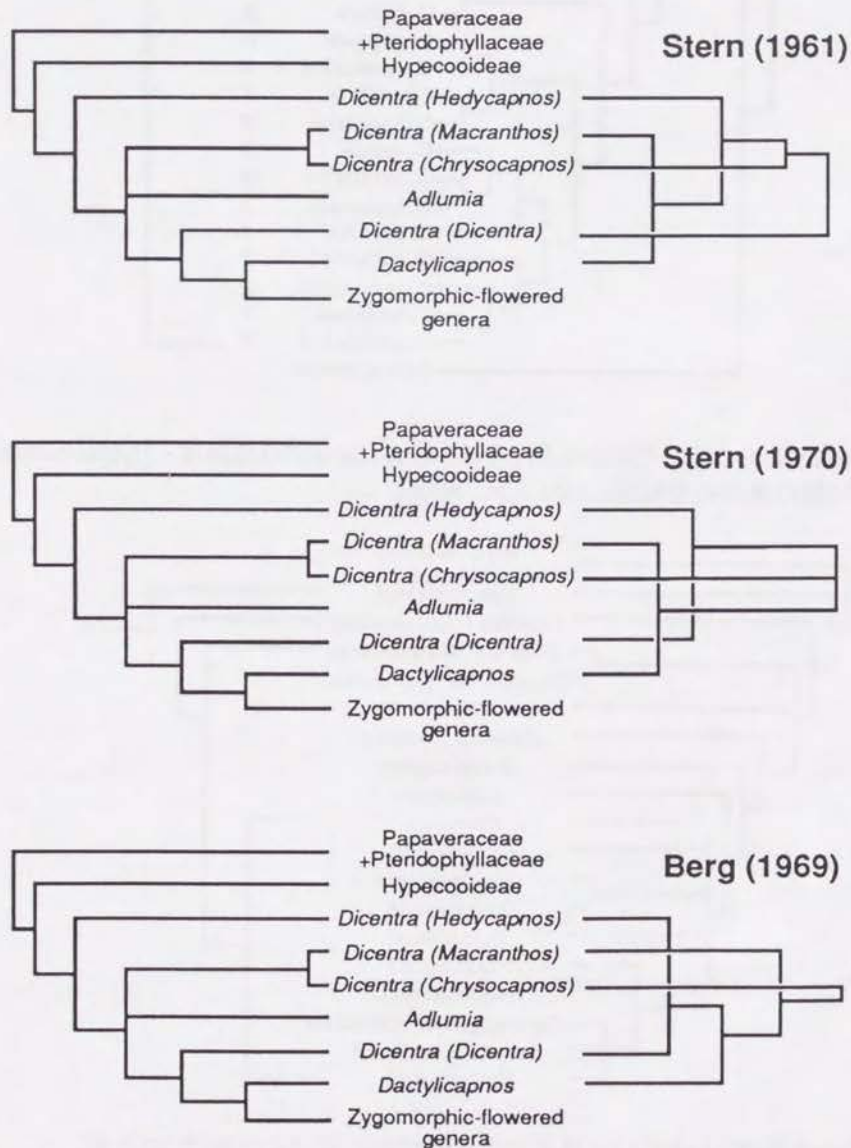 Papaveraceae
+Pteridophyllaceae
Hypecooideae
Dicentra (Hedycapnos)
Dicentra (Macranthos)
Dicentra (Chrysocapnos)
Adlumia
Dicentra (Dicentra)
Dactylicapnos
Zygomorphic-flowered
genera
Stern (1961)
Papaveraceae
+Pteridophyllaceae
Hypecooideae
Dicentra (Hedycapnos)
Dicentra (Macranthos)
Dicentra (Chrysocapnos)
Adlumia
Dicentra (Dicentra)
Dactylicapnos
Zygomorphic-flowered
genera
Stern (1970)
Papaveraceae
+Pteridophyllaceae
Hypecooideae
Dicentra (Hedycapnos)
Dicentra (Macranthos)
Dicentra (Chrysocapnos)
Adlumia
Dicentra (Dicentra)
Dactylicapnos
Zygomorphic-flowered
genera
Berg (1969)